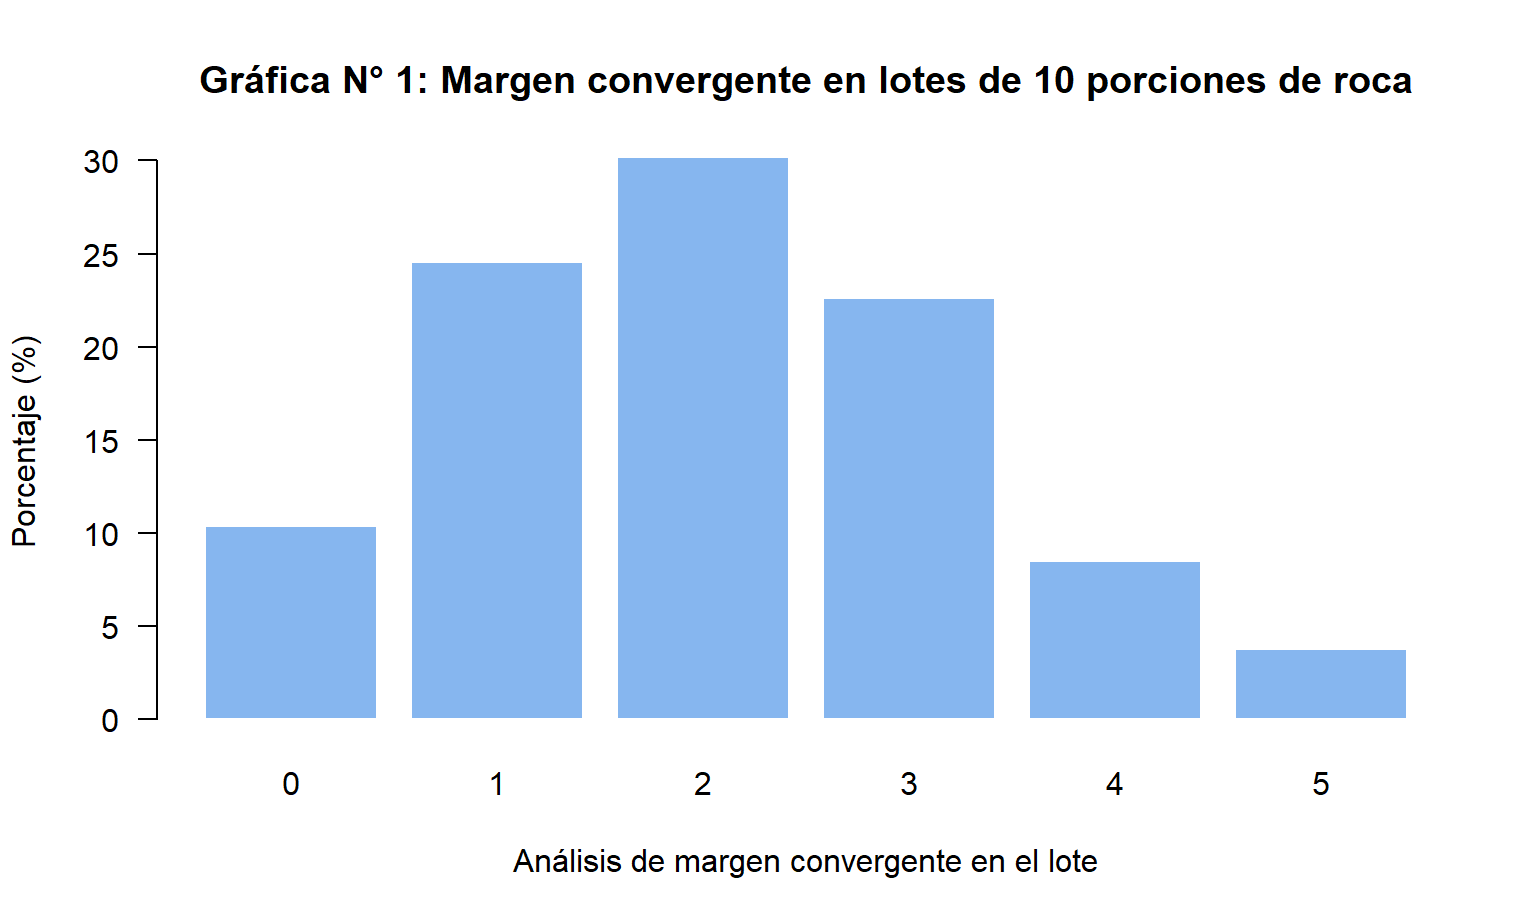 Gráfica N° 1: Margen convergente en lotes de 10 porciones de roca
Porcentaje (%)
30
25
20
15
10
5
0
0 1 2 3 4 5
Análisis de margen convergente en el lote